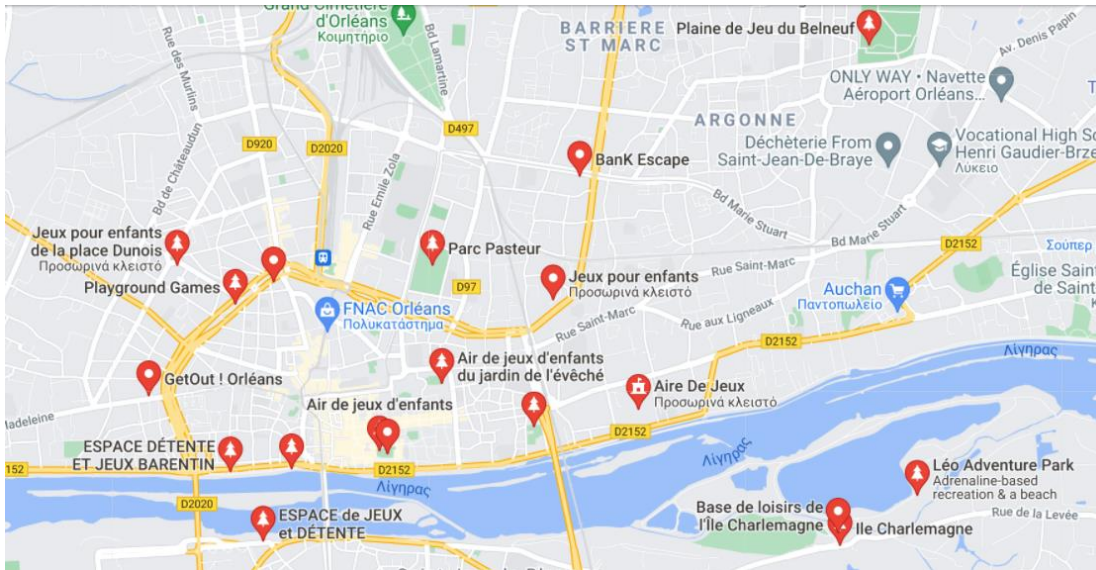 Grand Cimetière
d'Orléans
Κοιμητήριο
Bd Lamartine
BARRIERE
ST MARC
Plaine de Jeu du Belneuf
Av. Denis Papin
Rue des Murlins
ONLY WAY • Navette
Aéroport Orléans...
D497
ARGONNE
D920
D2020
Déchèterie From
Saint-Jean-De-Braye
Vocational High Sc
Henri Gaudier-Brze
Λύκειο
BanK Escape
Bd de Châteaudun
Rue Emile Zola
Bd Marie Stuart
Bd Marie Stuart
Jeux pour enfants
de la place Dunois
Προσωρινά κλειστό
Parc Pasteur
D2152
Σούπερ
Rue Saint-Marc
Playground Games
D97
Jeux pour enfants
Προσωρινά κλειστό
Auchan
Παντοπωλείο
Église Saint
de Saint
FNAC Orléans
Πολυκατάστημα
Rue Saint-Marc
Rue aux Ligneaux
D2152
Λίγηρας
Air de jeux d'enfants
du jardin de l'évêché
GetOut ! Orléans
Aire De Jeux
Προσωρινά κλειστό
Madeleine
Air de jeux d'enfants
D2152
ESPACE DÉTENTE
ET JEUX BARENTIN
152
D2152
Λίγηρας
Λίγηρας
Léo Adventure Park
Adrenaline-based
recreation & a beach
D2020
ESPACE de JEUX
et DÉTENTE
Base de loisirs de
l'Île Charlemagne
Ile Charlemagne
Rue de la Levée